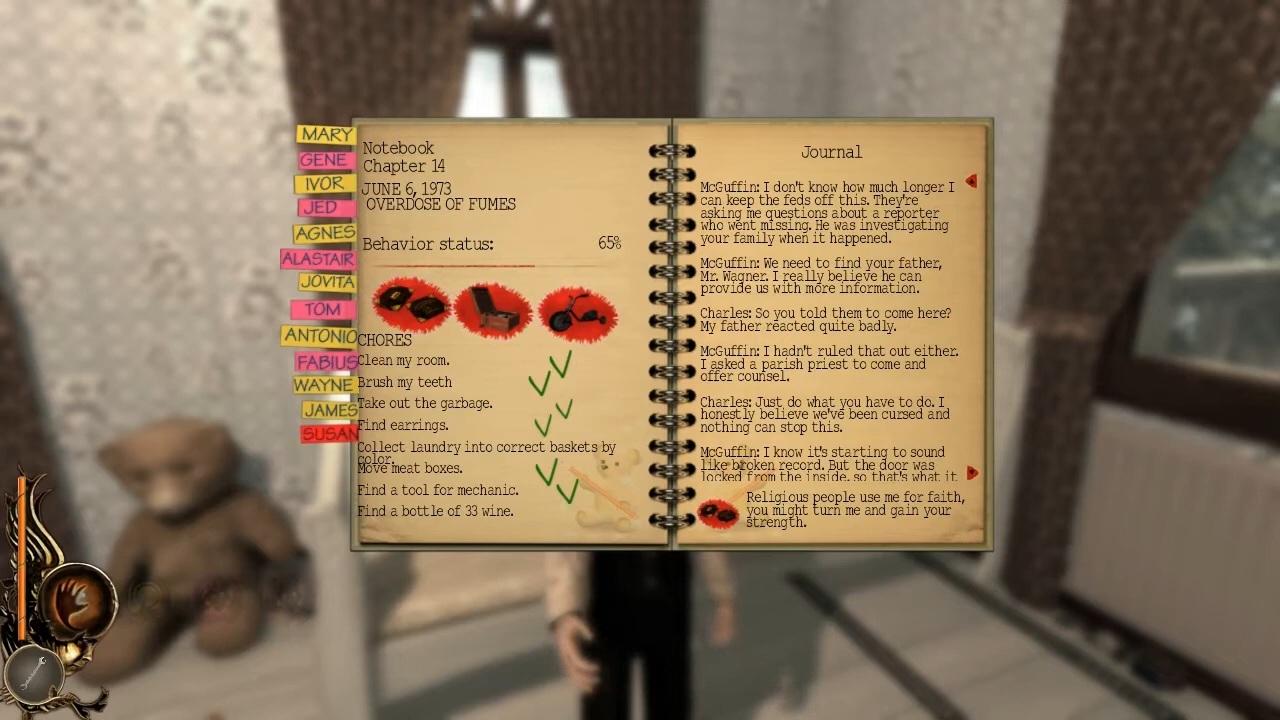 MARY
GENE
IVOR
JED
AGNES
ALASTAIR
JOVITA
TOM
ANTONIO
FABIUS
WAYNE
JAMES
SUSAN
Notebook
Chapter 14
JUNE 6, 1973
OVERDOSE OF FUMES
Behavior status: 65%
CHORES
Clean my room.
Brush my teeth
Take out the garbage.
Find earrings.
Collect laundry into correct baskets by
color.
Move meat boxes.
Find a tool for mechanic.
Find a bottle of 33 wine.
Journal
McGuffin: I don't know how much longer I
can keep the feds off this. They're
asking me questions about a reporter
who went missing. He was investigating
your family when it happened.
McGuffin: We need to find your father,
Mr. Wagner. I really believe he can
provide us with more information.
Charles: So you told them to come here?
My father reacted quite badly.
McGuffin: I hadn't ruled that out either.
I asked a parish priest to come and
offer counsel.
Charles: Just do what you have to do. I
honestly believe we've been cursed and
nothing can stop this.
McGuffin: I know it's starting to sound
like broken record. But the door was
locked from the inside, so that's what it
Religious people use me for faith,
you might turn me and gain your
strength.